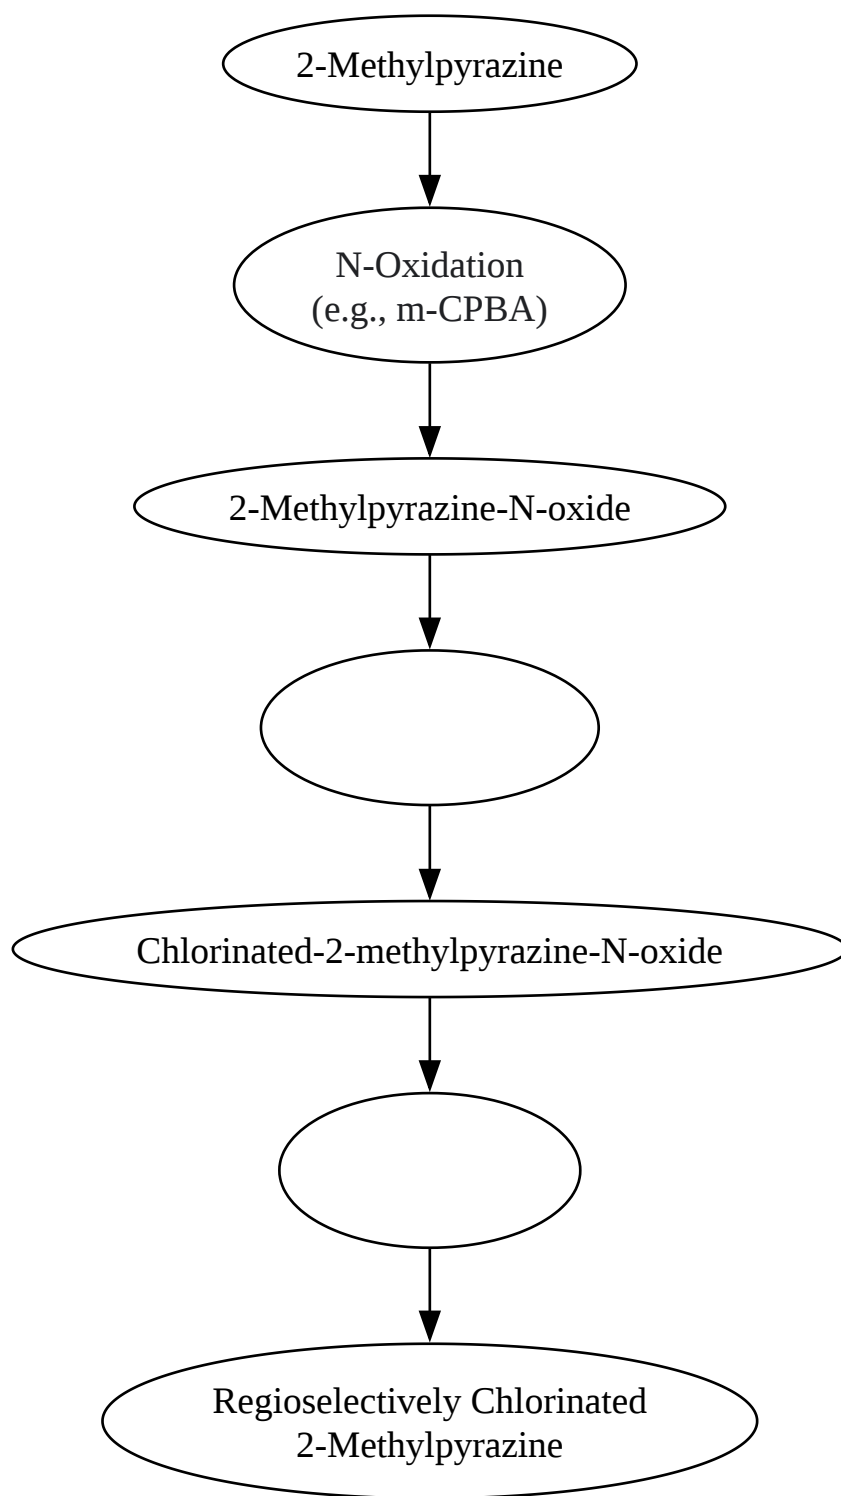 2-Methylpyrazine
N-Oxidation
(e.g., m-CPBA)
2-Methylpyrazine-N-oxide
Chlorinated-2-methylpyrazine-N-oxide
Regioselectively Chlorinated
2-Methylpyrazine